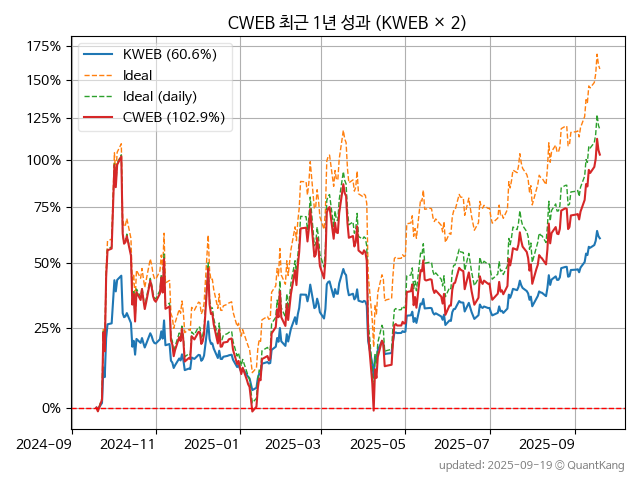 CWEB 최근 1년 성과 (KWEB × 2)
KWEB (60.6%)
Ideal
Ideal (daily)
CWEB (102.9%)
175%
150%
125%
100%
75%
50%
25%
0%
2024-09
2024-11
2025-01
2025-03
2025-05
2025-07
2025-09
updated: 2025-09-19 © QuantKang